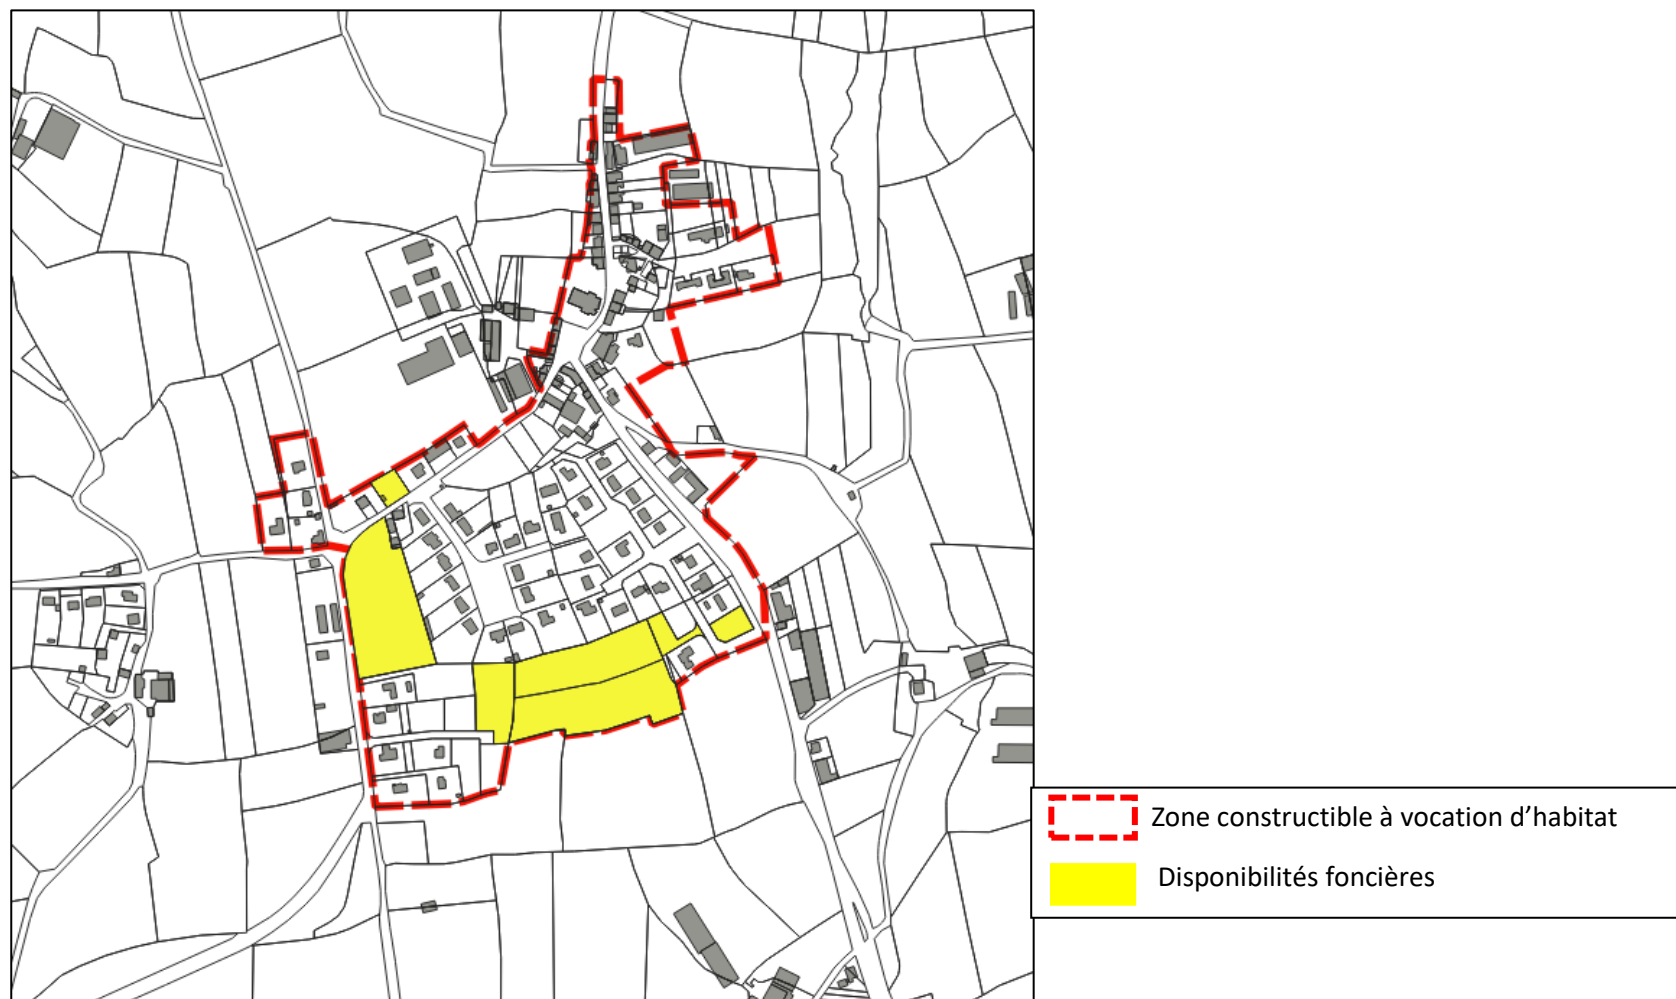 Zone constructible à vocation d’habitat
Disponibilités foncières